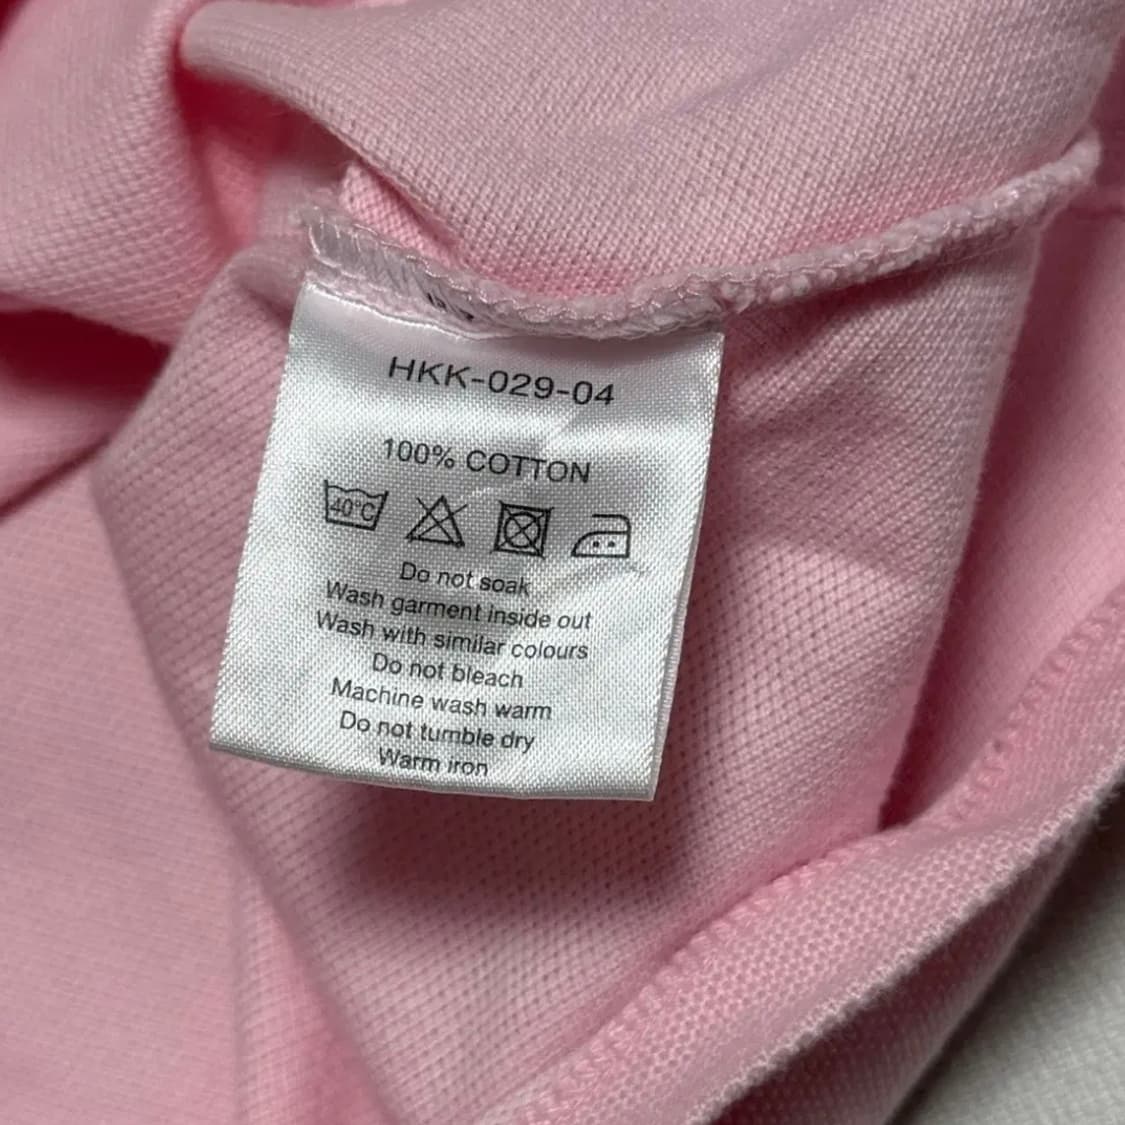 HKK-029-04
100% COTTON
40°C
Do not soak
Wash garment inside out
Wash with similar colours
Do not bleach
Machine wash warm
Do not tumble dry
Warm iron